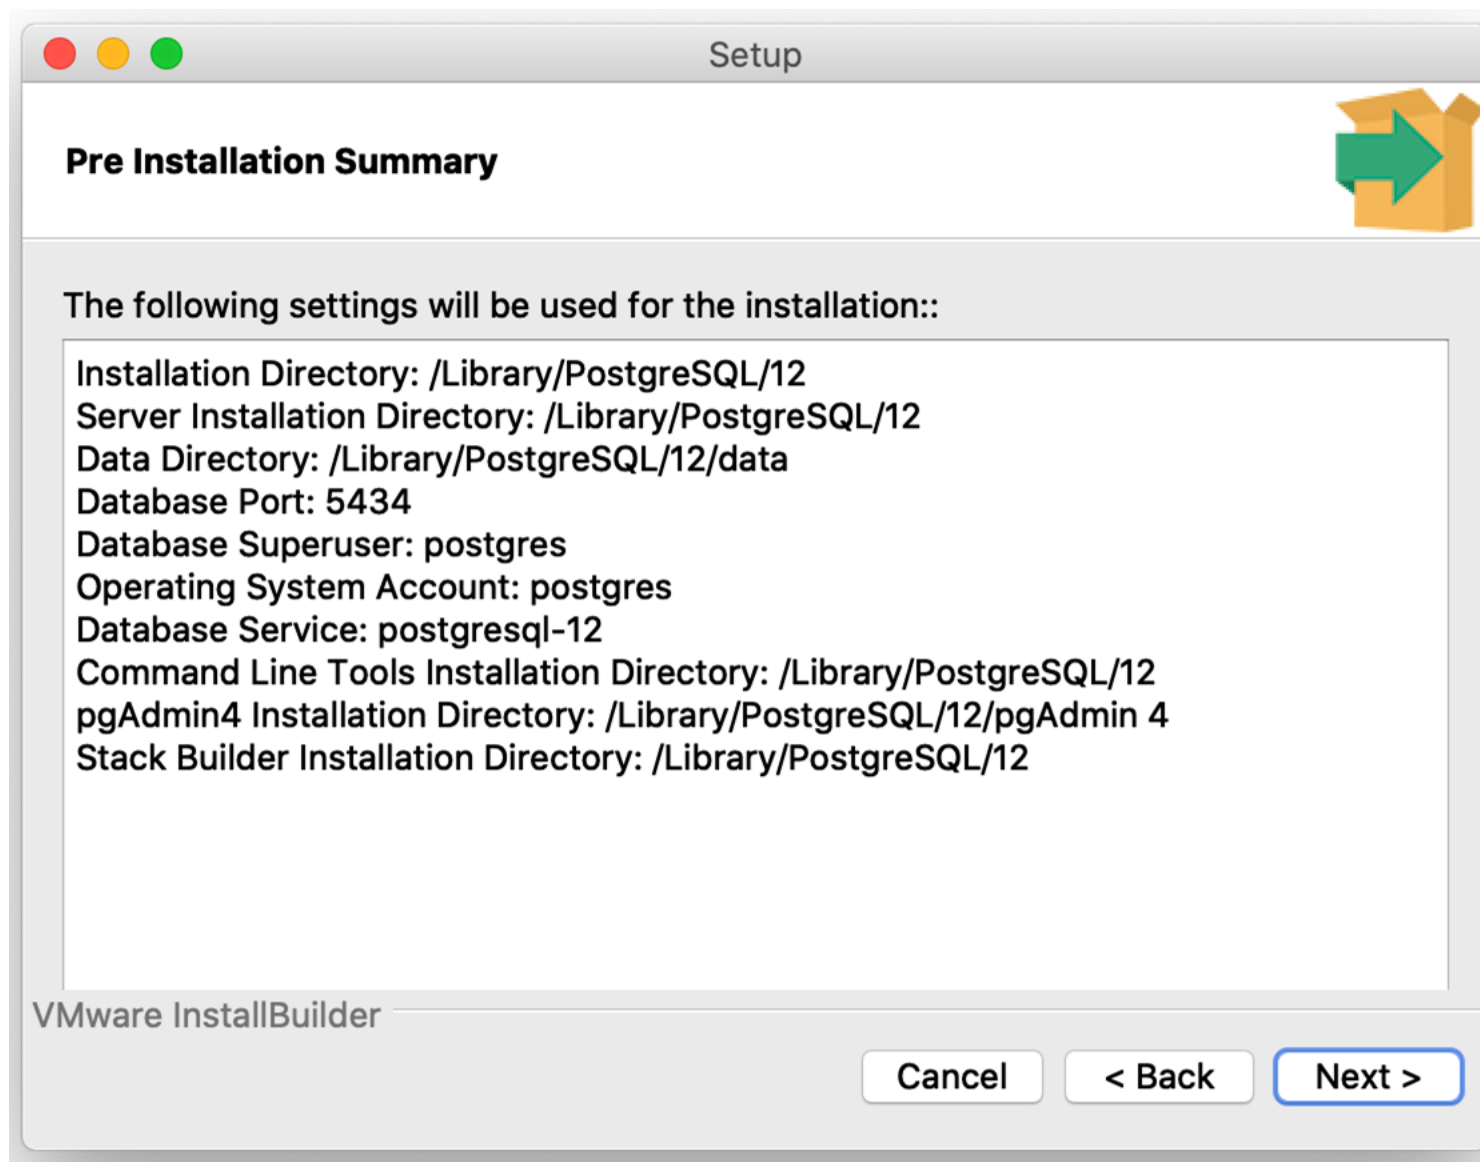 Setup
Pre Installation Summary
The following settings will be used for the installation::
Installation Directory: /Library/PostgreSQL/12
Server Installation Directory: /Library/PostgreSQL/12
Data Directory: /Library/PostgreSQL/12/data
Database Port: 5434
Database Superuser: postgres
Operating System Account: postgres
Database Service: postgresql-12
Command Line Tools Installation Directory: /Library/PostgreSQL/12
pgAdmin4 Installation Directory: /Library/PostgreSQL/12/pgAdmin 4
Stack Builder Installation Directory: /Library/PostgreSQL/12
VMware InstallBuilder
Cancel < Back Next >